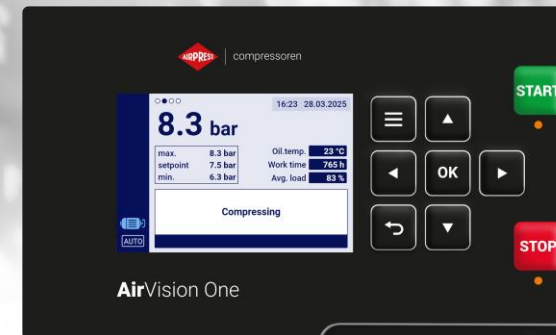 AIRPRESS compressoren
16:23 28.03.2025
8.3 bar
max. 8.3 bar Oil.temp. 23 °C
setpoint 7.5 bar Work time 765 h
min. 6.3 bar Avg. load 83 %
Compressing
AUTO
OK
START
STOP
AirVision One